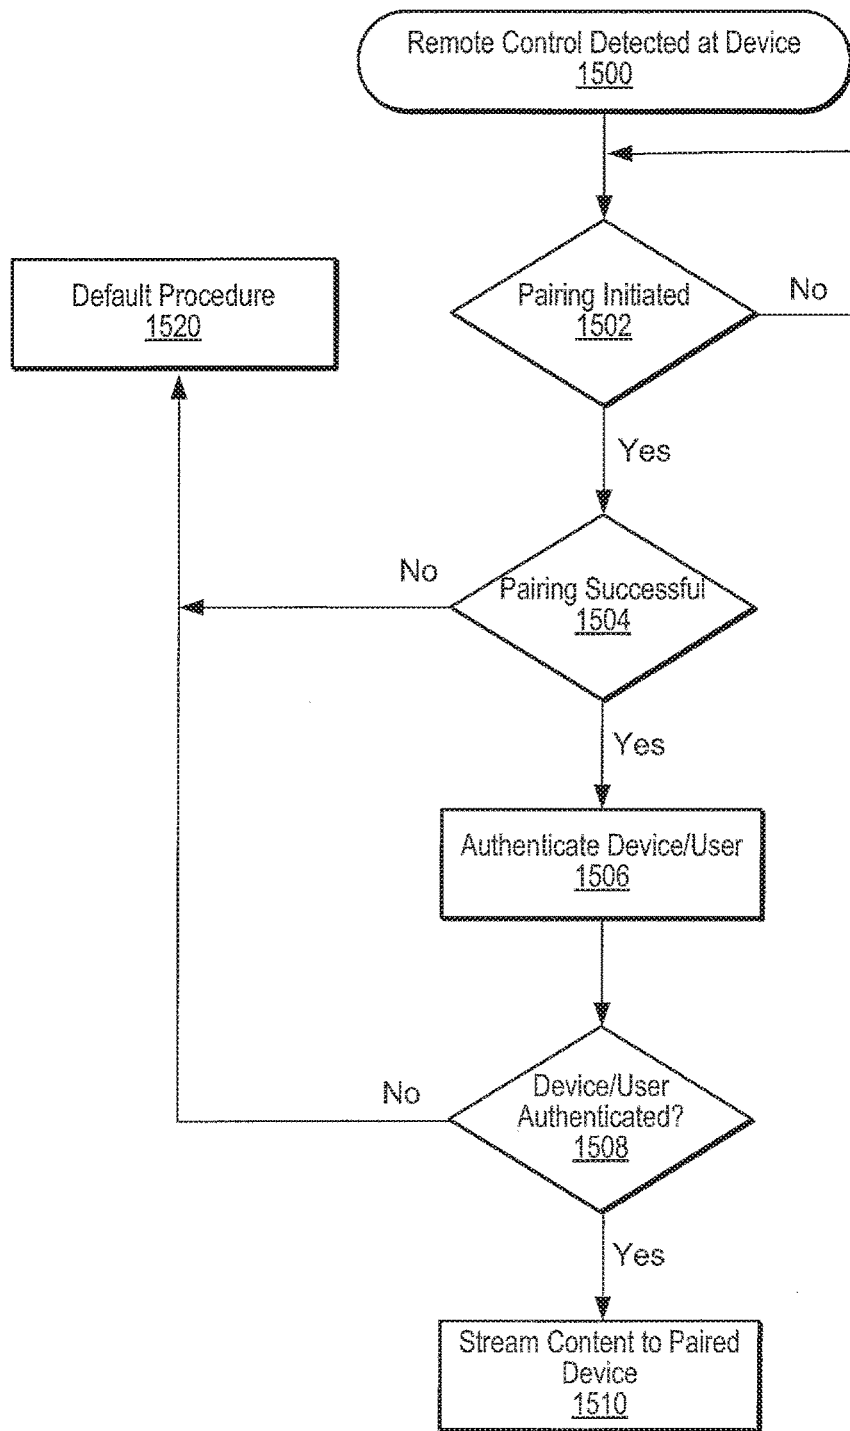 Remote Control Detected at Device
1500
Pairing Initiated
1502
No
Default Procedure
1520
Yes
Pairing Successful
1504
No
Yes
Authenticate Device/User
1506
Device/User
Authenticated?
1508
No
Yes
Stream Content to Paired
Device
1510